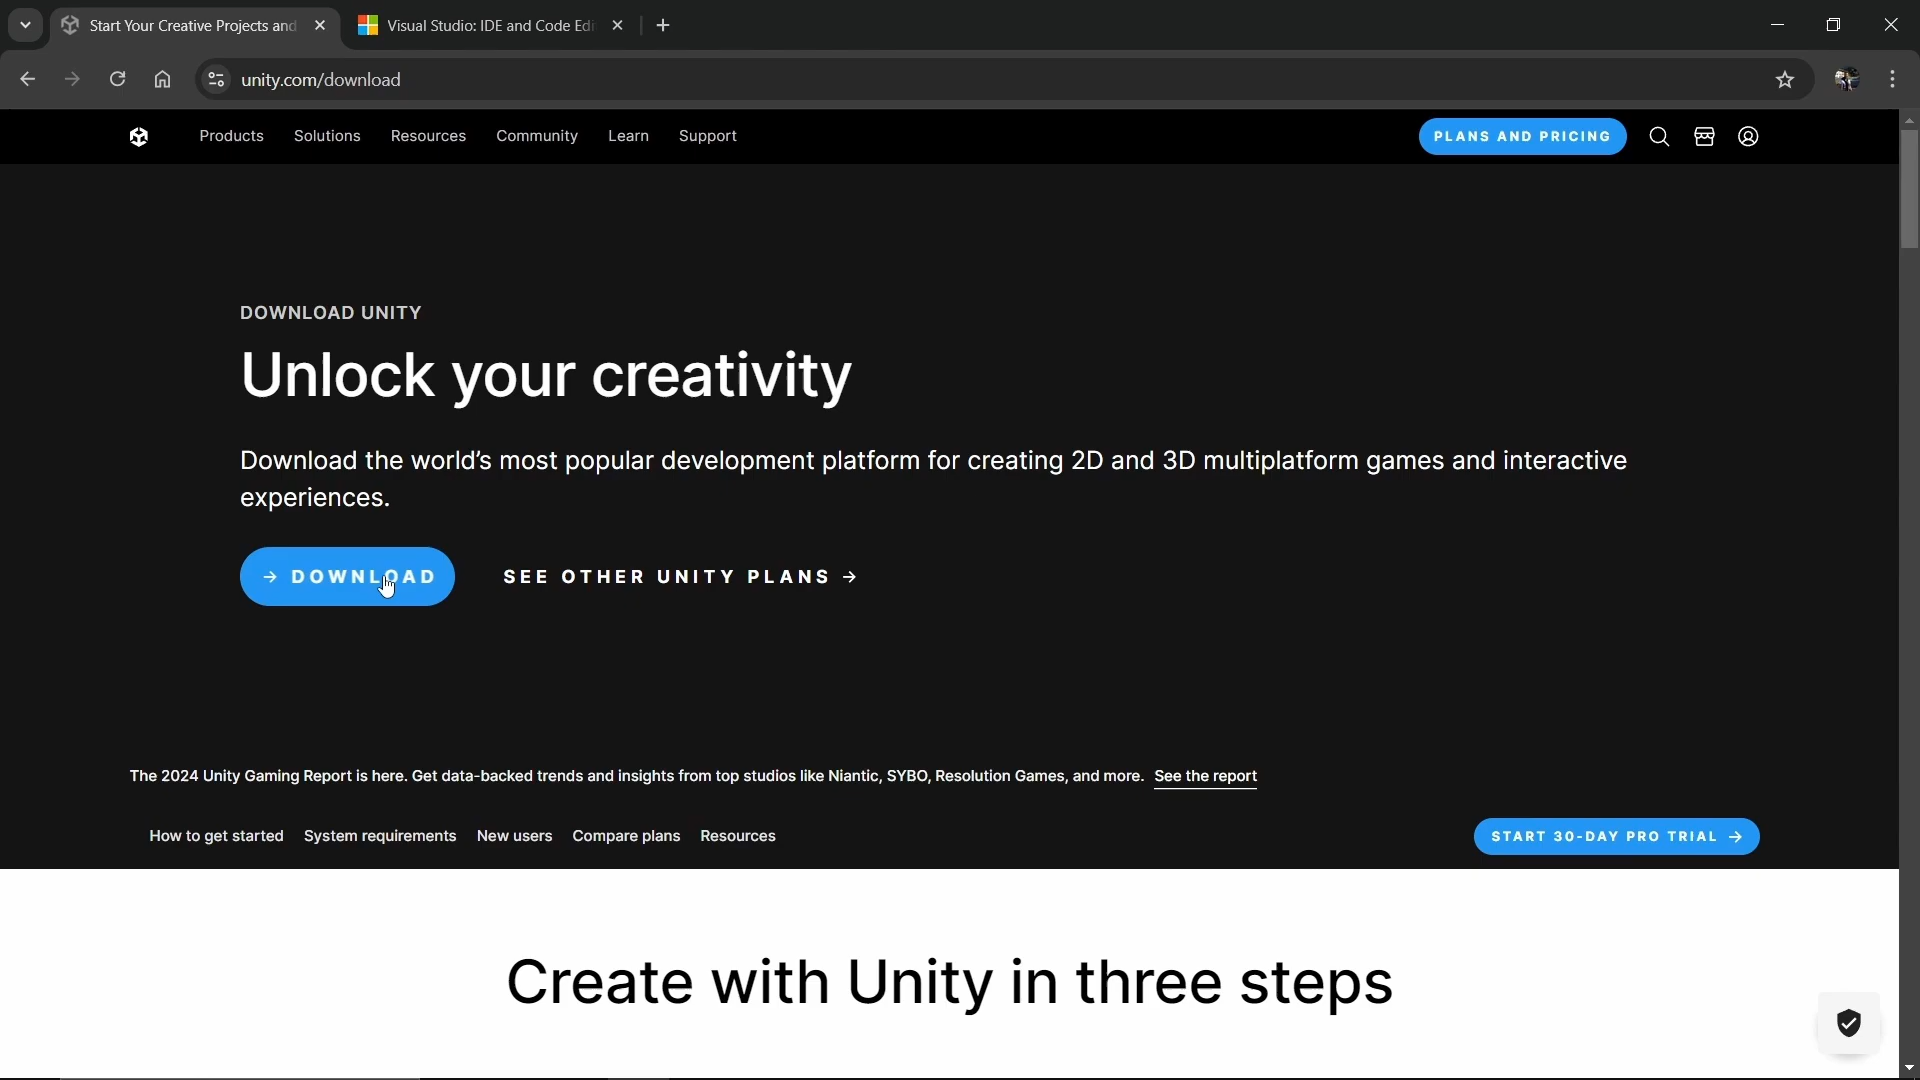 Start Your Creative Projects and
Visual Studio: IDE and Code Edi
unity.com/download
Products Solutions Resources Community Learn Support
PLANS AND PRICING
DOWNLOAD UNITY
Unlock your creativity
Download the world's most popular development platform for creating 2D and 3D multiplatform games and interactive
experiences.
→ DOWNLOAD
SEE OTHER UNITY PLANS →
The 2024 Unity Gaming Report is here. Get data-backed trends and insights from top studios like Niantic, SYBO, Resolution Games, and more. See the report
How to get started System requirements New users Compare plans Resources
START 30-DAY PRO TRIAL →
Create with Unity in three steps